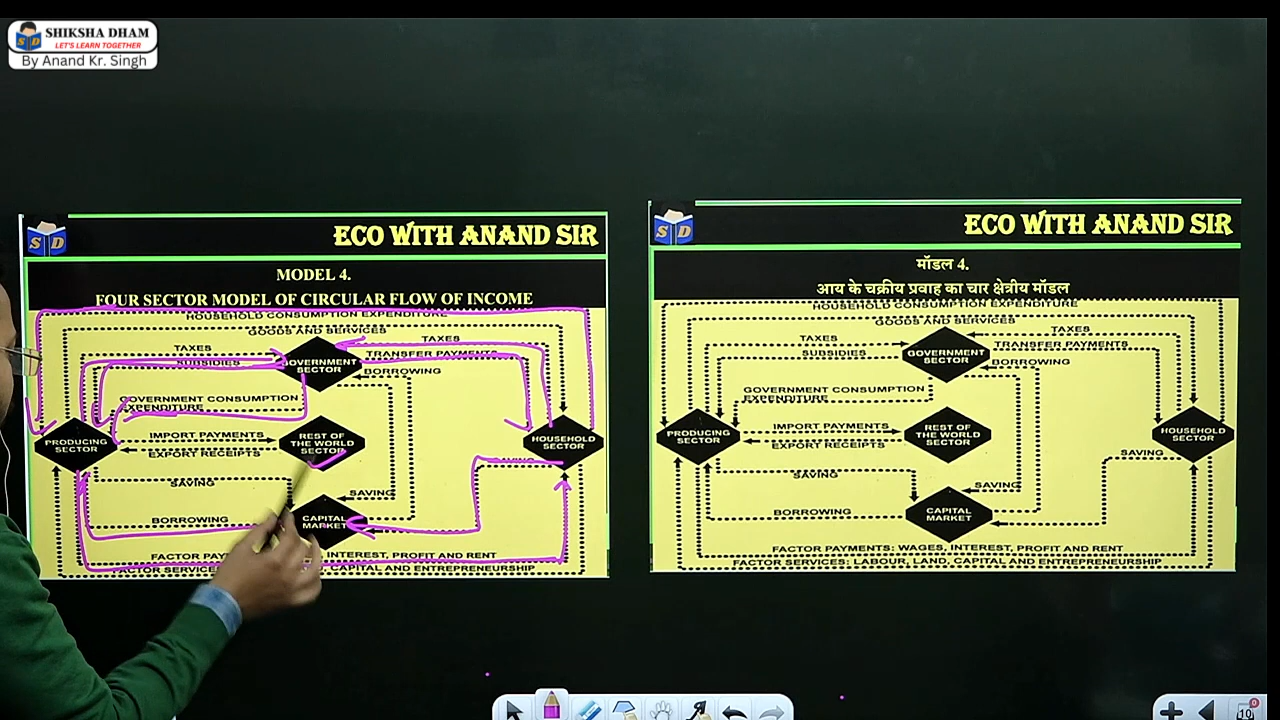 SHIKSHA DHAM
LET'S LEARN TOGETHER
By Anand Kr. Singh
S D
ECO WITH ANAND SIR
MODEL 4.
FOUR SECTOR MODEL OF CIRCULAR FLOW OF INCOME
HOUSEHOLD CONSUMPTION EXPENDITURE
GOODS AND SERVICES
TAXES
TAXES
SUBSIDIES
GOVERNMENT SECTOR
TRANSFER PAYMENTS
BORROWING
GOVERNMENT CONSUMPTION
EXPENDITURE
PRODUCING SECTOR
IMPORT PAYMENTS
EXPORT RECEIPTS
REST OF THE WORLD SECTOR
HOUSEHOLD SECTOR
SAVING
SAVING
BORROWING
CAPITAL MARKET
INTEREST, PROFIT AND RENT
CAPITAL AND ENTREPRENEURSHIP
S D
ECO WITH ANAND SIR
मॉडल 4.
आय के चक्रीय प्रवाह का चार क्षेत्रीय मॉडल
HOUSEHOLD CONSUMPTION EXPENDITURE
GOODS AND SERVICES
TAXES
TAXES
SUBSIDIES
GOVERNMENT SECTOR
TRANSFER PAYMENTS
BORROWING
GOVERNMENT CONSUMPTION
EXPENDITURE
PRODUCING SECTOR
IMPORT PAYMENTS
EXPORT RECEIPTS
REST OF THE WORLD SECTOR
HOUSEHOLD SECTOR
SAVING
SAVING
SAVING
BORROWING
CAPITAL MARKET
FACTOR PAYMENTS: WAGES, INTEREST, PROFIT AND RENT
FACTOR SERVICES: LABOUR, LAND, CAPITAL AND ENTREPRENEURSHIP